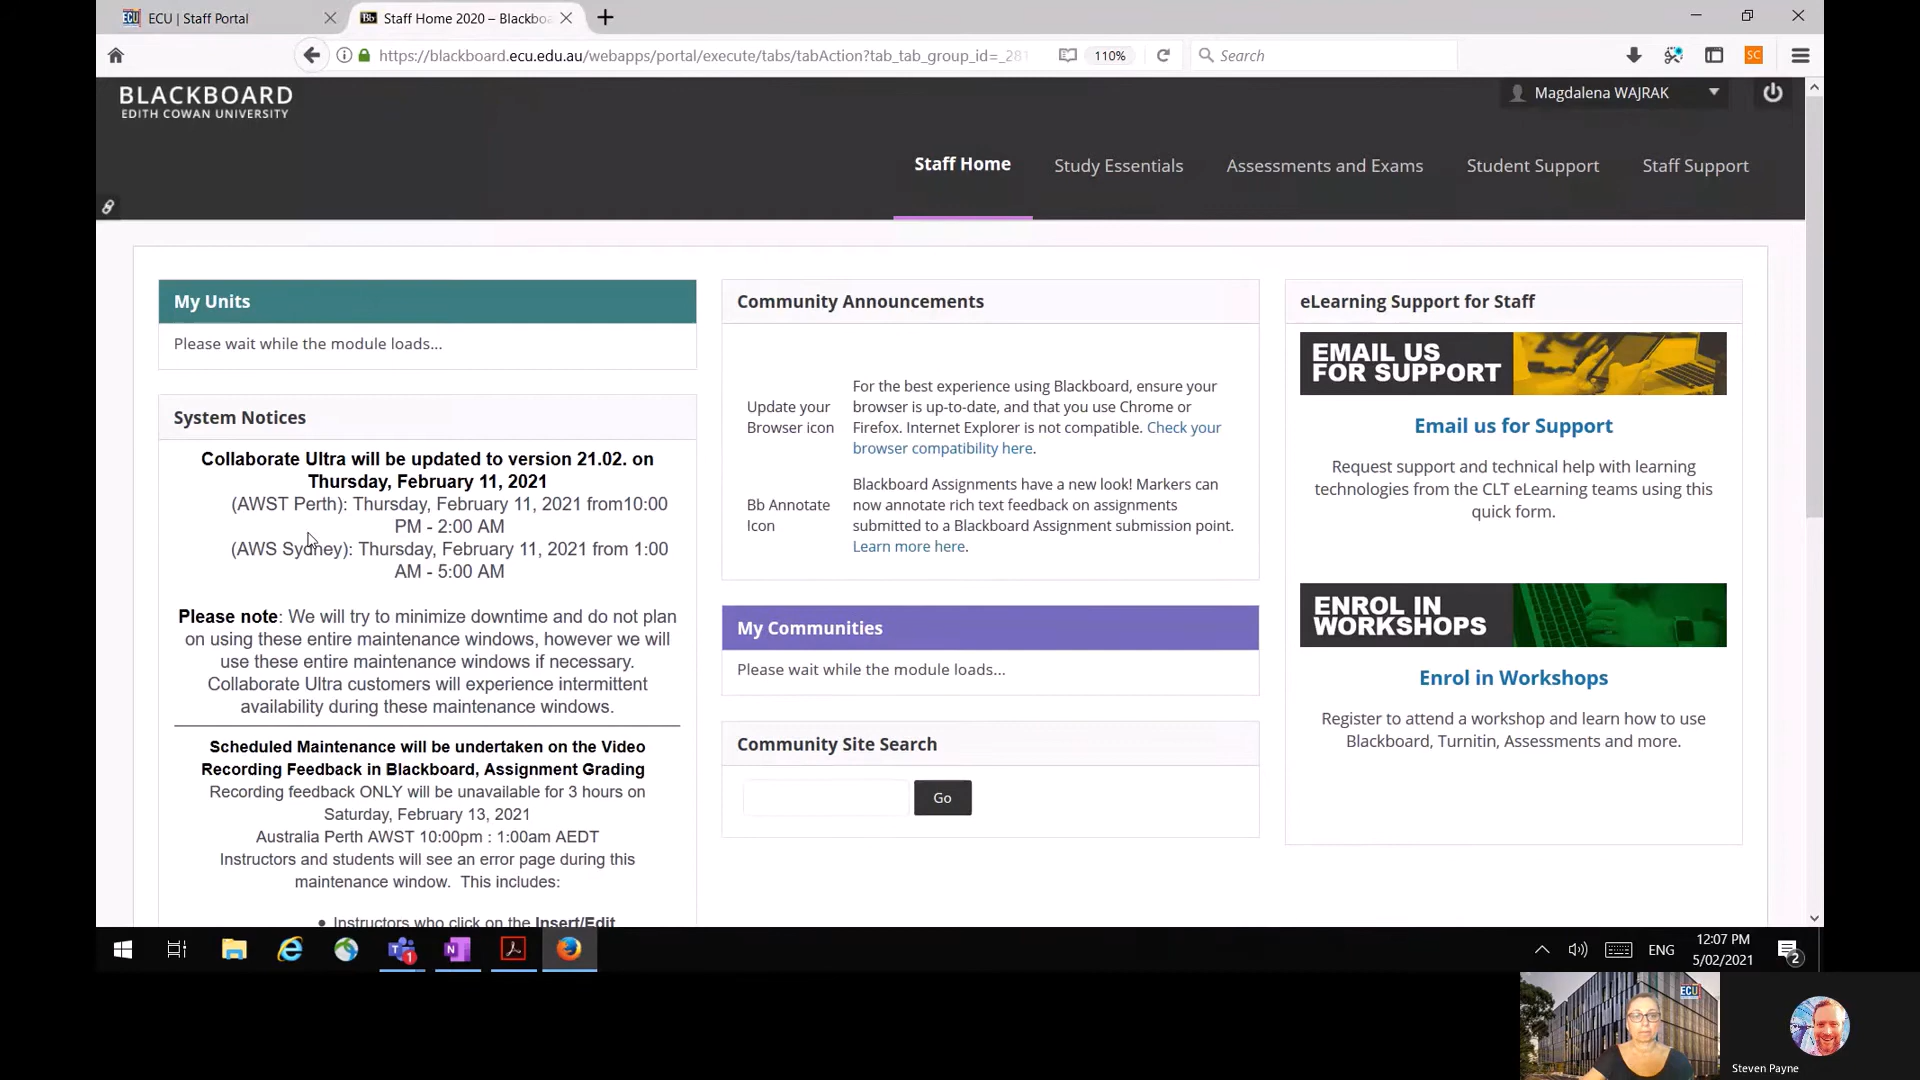 ECU | Staff Portal
Staff Home 2020 – Blackboa
https://blackboard.ecu.edu.au/webapps/portal/execute/tabs/tabAction?tab_tab_group_id=_281
110%
Search
SC
BLACKBOARD
EDITH COWAN UNIVERSITY
Magdalena WAJRAK
Staff Home
Study Essentials
Assessments and Exams
Student Support
Staff Support
My Units
Please wait while the module loads...
System Notices
Collaborate Ultra will be updated to version 21.02. on
Thursday, February 11, 2021
(AWST Perth): Thursday, February 11, 2021 from10:00
PM - 2:00 AM
(AWS Sydney): Thursday, February 11, 2021 from 1:00
AM - 5:00 AM
Please note: We will try to minimize downtime and do not plan
on using these entire maintenance windows, however we will
use these entire maintenance windows if necessary.
Collaborate Ultra customers will experience intermittent
availability during these maintenance windows.
Scheduled Maintenance will be undertaken on the Video
Recording Feedback in Blackboard, Assignment Grading
Recording feedback ONLY will be unavailable for 3 hours on
Saturday, February 13, 2021
Australia Perth AWST 10:00pm : 1:00am AEDT
Instructors and students will see an error page during this
maintenance window.  This includes:
• Instructors who click on the Insert/Edit
Community Announcements
Update your
Browser icon
For the best experience using Blackboard, ensure your
browser is up-to-date, and that you use Chrome or
Firefox. Internet Explorer is not compatible. Check your
browser compatibility here.
Bb Annotate
Icon
Blackboard Assignments have a new look! Markers can
now annotate rich text feedback on assignments
submitted to a Blackboard Assignment submission point.
Learn more here.
My Communities
Please wait while the module loads...
Community Site Search
Go
eLearning Support for Staff
EMAIL US
FOR SUPPORT
Email us for Support
Request support and technical help with learning
technologies from the CLT eLearning teams using this
quick form.
ENROL IN
WORKSHOPS
Enrol in Workshops
Register to attend a workshop and learn how to use
Blackboard, Turnitin, Assessments and more.
1
ENG
12:07 PM
5/02/2021
2
ECU
Steven Payne